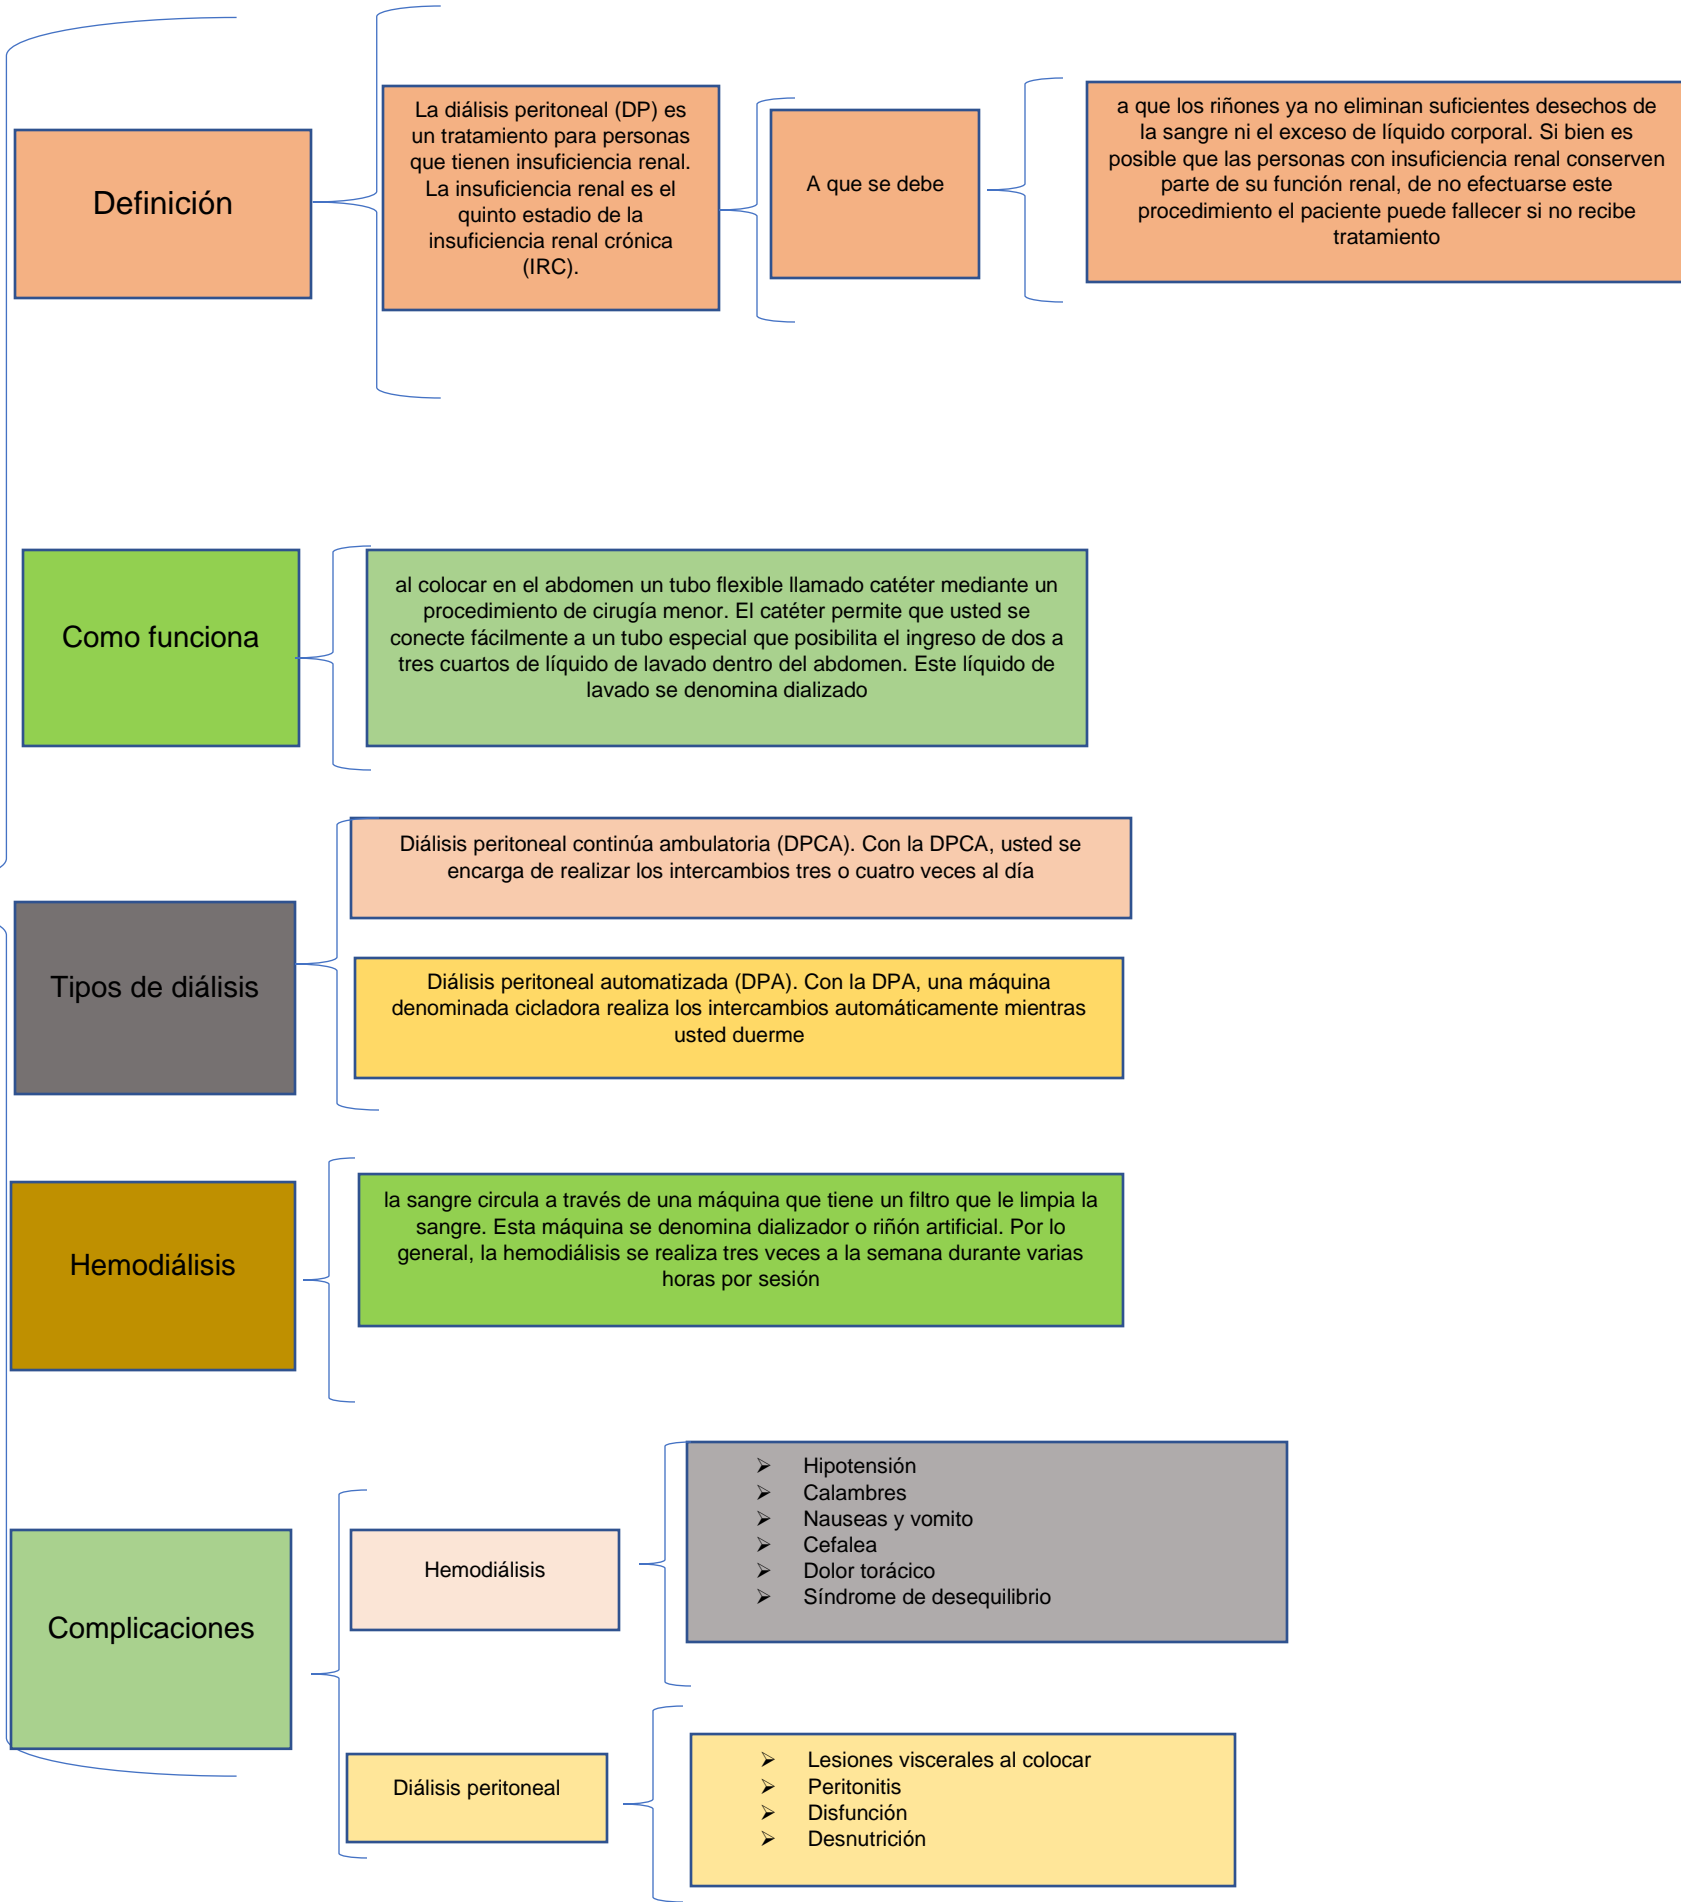 Definición
La diálisis peritoneal (DP) es
un tratamiento para personas
que tienen insuficiencia renal.
La insuficiencia renal es el
quinto estadio de la
insuficiencia renal crónica
(IRC).
A que se debe
a que los riñones ya no eliminan suficientes desechos de
la sangre ni el exceso de líquido corporal. Si bien es
posible que las personas con insuficiencia renal conserven
parte de su función renal, de no efectuarse este
procedimiento el paciente puede fallecer si no recibe
tratamiento
Como funciona
al colocar en el abdomen un tubo flexible llamado catéter mediante un
procedimiento de cirugía menor. El catéter permite que usted se
conecte fácilmente a un tubo especial que posibilita el ingreso de dos a
tres cuartos de líquido de lavado dentro del abdomen. Este líquido de
lavado se denomina dializado
Tipos de diálisis
Diálisis peritoneal continúa ambulatoria (DPCA). Con la DPCA, usted se
encarga de realizar los intercambios tres o cuatro veces al día
Diálisis peritoneal automatizada (DPA). Con la DPA, una máquina
denominada cicladora realiza los intercambios automáticamente mientras
usted duerme
Hemodiálisis
la sangre circula a través de una máquina que tiene un filtro que le limpia la
sangre. Esta máquina se denomina dializador o riñón artificial. Por lo
general, la hemodiálisis se realiza tres veces a la semana durante varias
horas por sesión
Complicaciones
Hemodiálisis
➢ Hipotensión
➢ Calambres
➢ Nauseas y vomito
➢ Cefalea
➢ Dolor torácico
➢ Síndrome de desequilibrio
Diálisis peritoneal
➢ Lesiones viscerales al colocar
➢ Peritonitis
➢ Disfunción
➢ Desnutrición